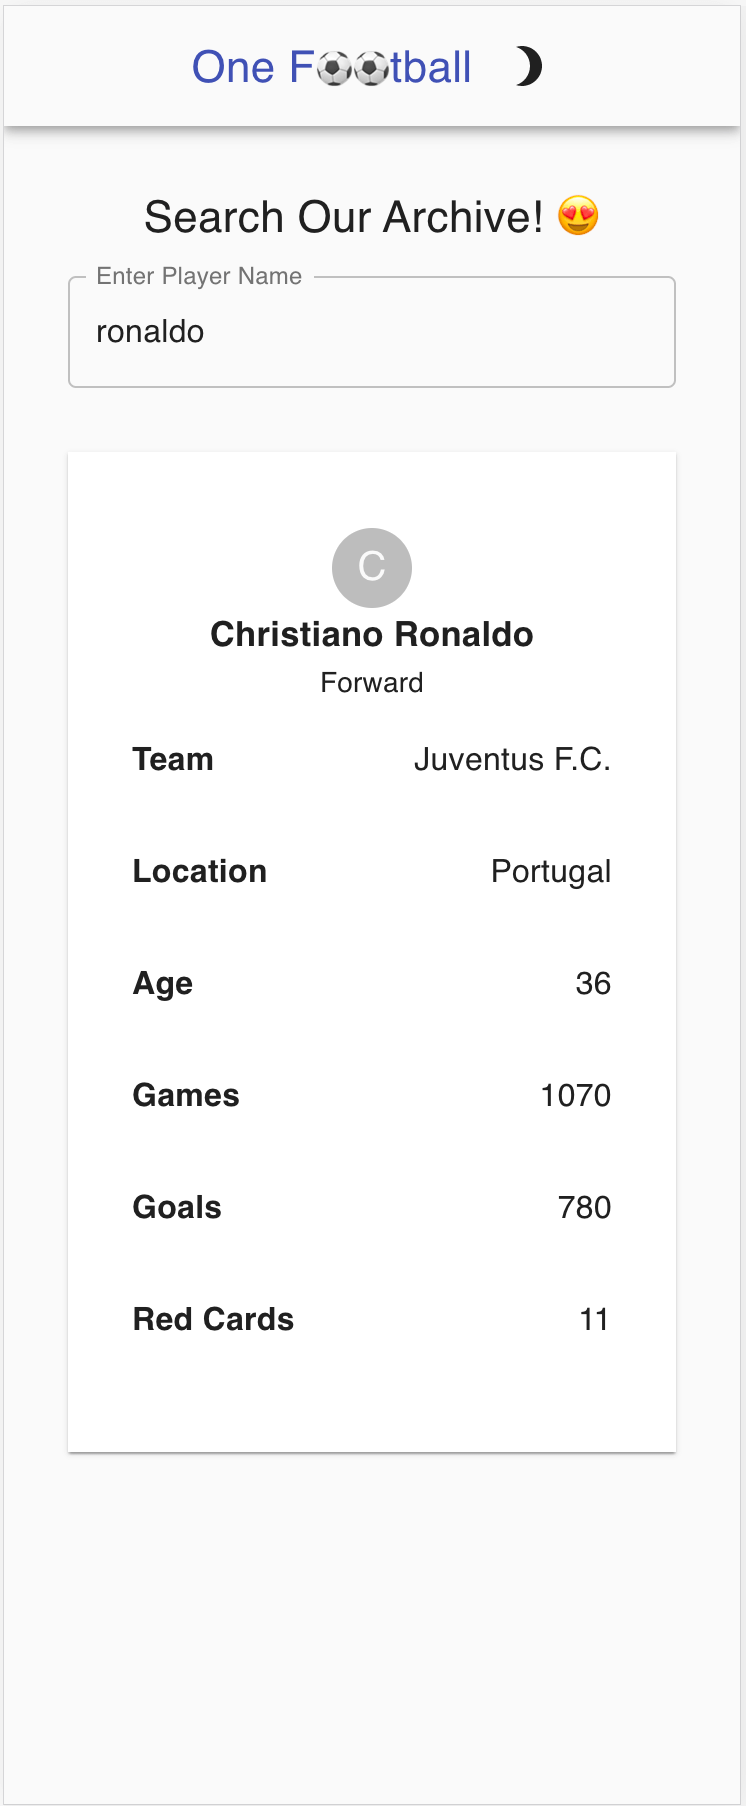 One F⚽⚽tball
Search Our Archive! 😍
Enter Player Name
ronaldo
C
Christiano Ronaldo
Forward
Team Juventus F.C.
Location Portugal
Age 36
Games 1070
Goals 780
Red Cards 11